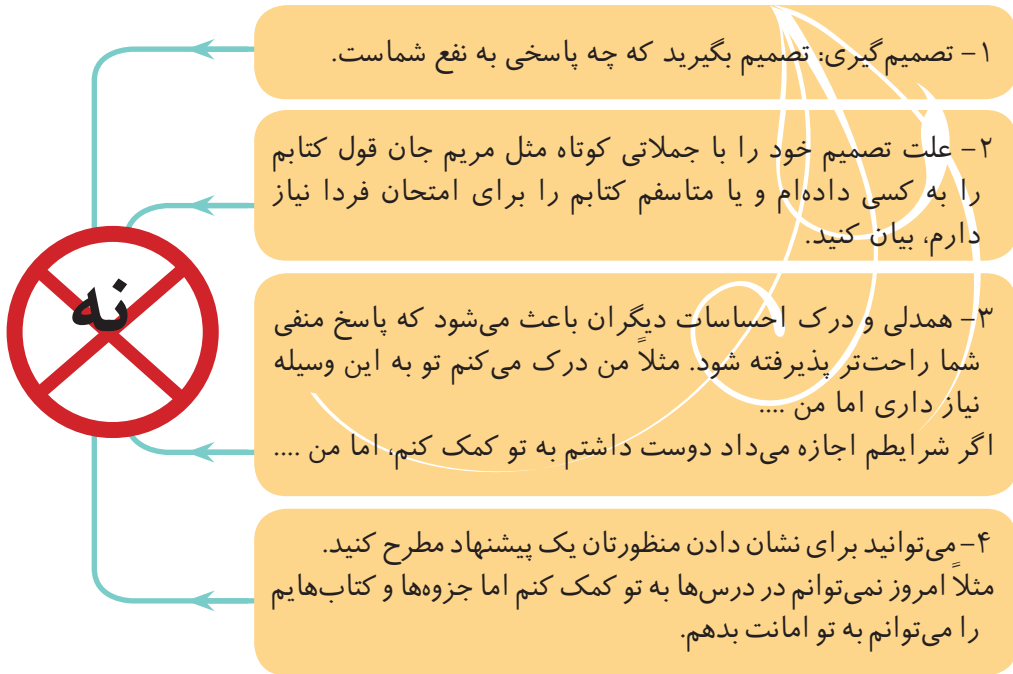 ۱- تصمیم‌گیری: تصمیم بگیرید که چه پاسخی به نفع شماست.
۲- علت تصمیم خود را با جملاتی کوتاه مثل مریم جان قول کتابم
را به کسی داده‌ام و یا متاسفم کتابم را برای امتحان فردا نیاز
دارم، بیان کنید.
۳- همدلی و درک احساسات دیگران باعث می‌شود که پاسخ منفی
شما راحت‌تر پذیرفته شود. مثلاً من درک می‌کنم تو به این وسیله
نیاز داری اما من ....
اگر شرایطم اجازه می‌داد دوست داشتم به تو کمک کنم، اما من ....
۴- می‌توانید برای نشان دادن منظورتان یک پیشنهاد مطرح کنید.
مثلاً امروز نمی‌توانم در درس‌ها به تو کمک کنم اما جزوه‌ها و کتاب‌هایم
را می‌توانم به تو امانت بدهم.
نه